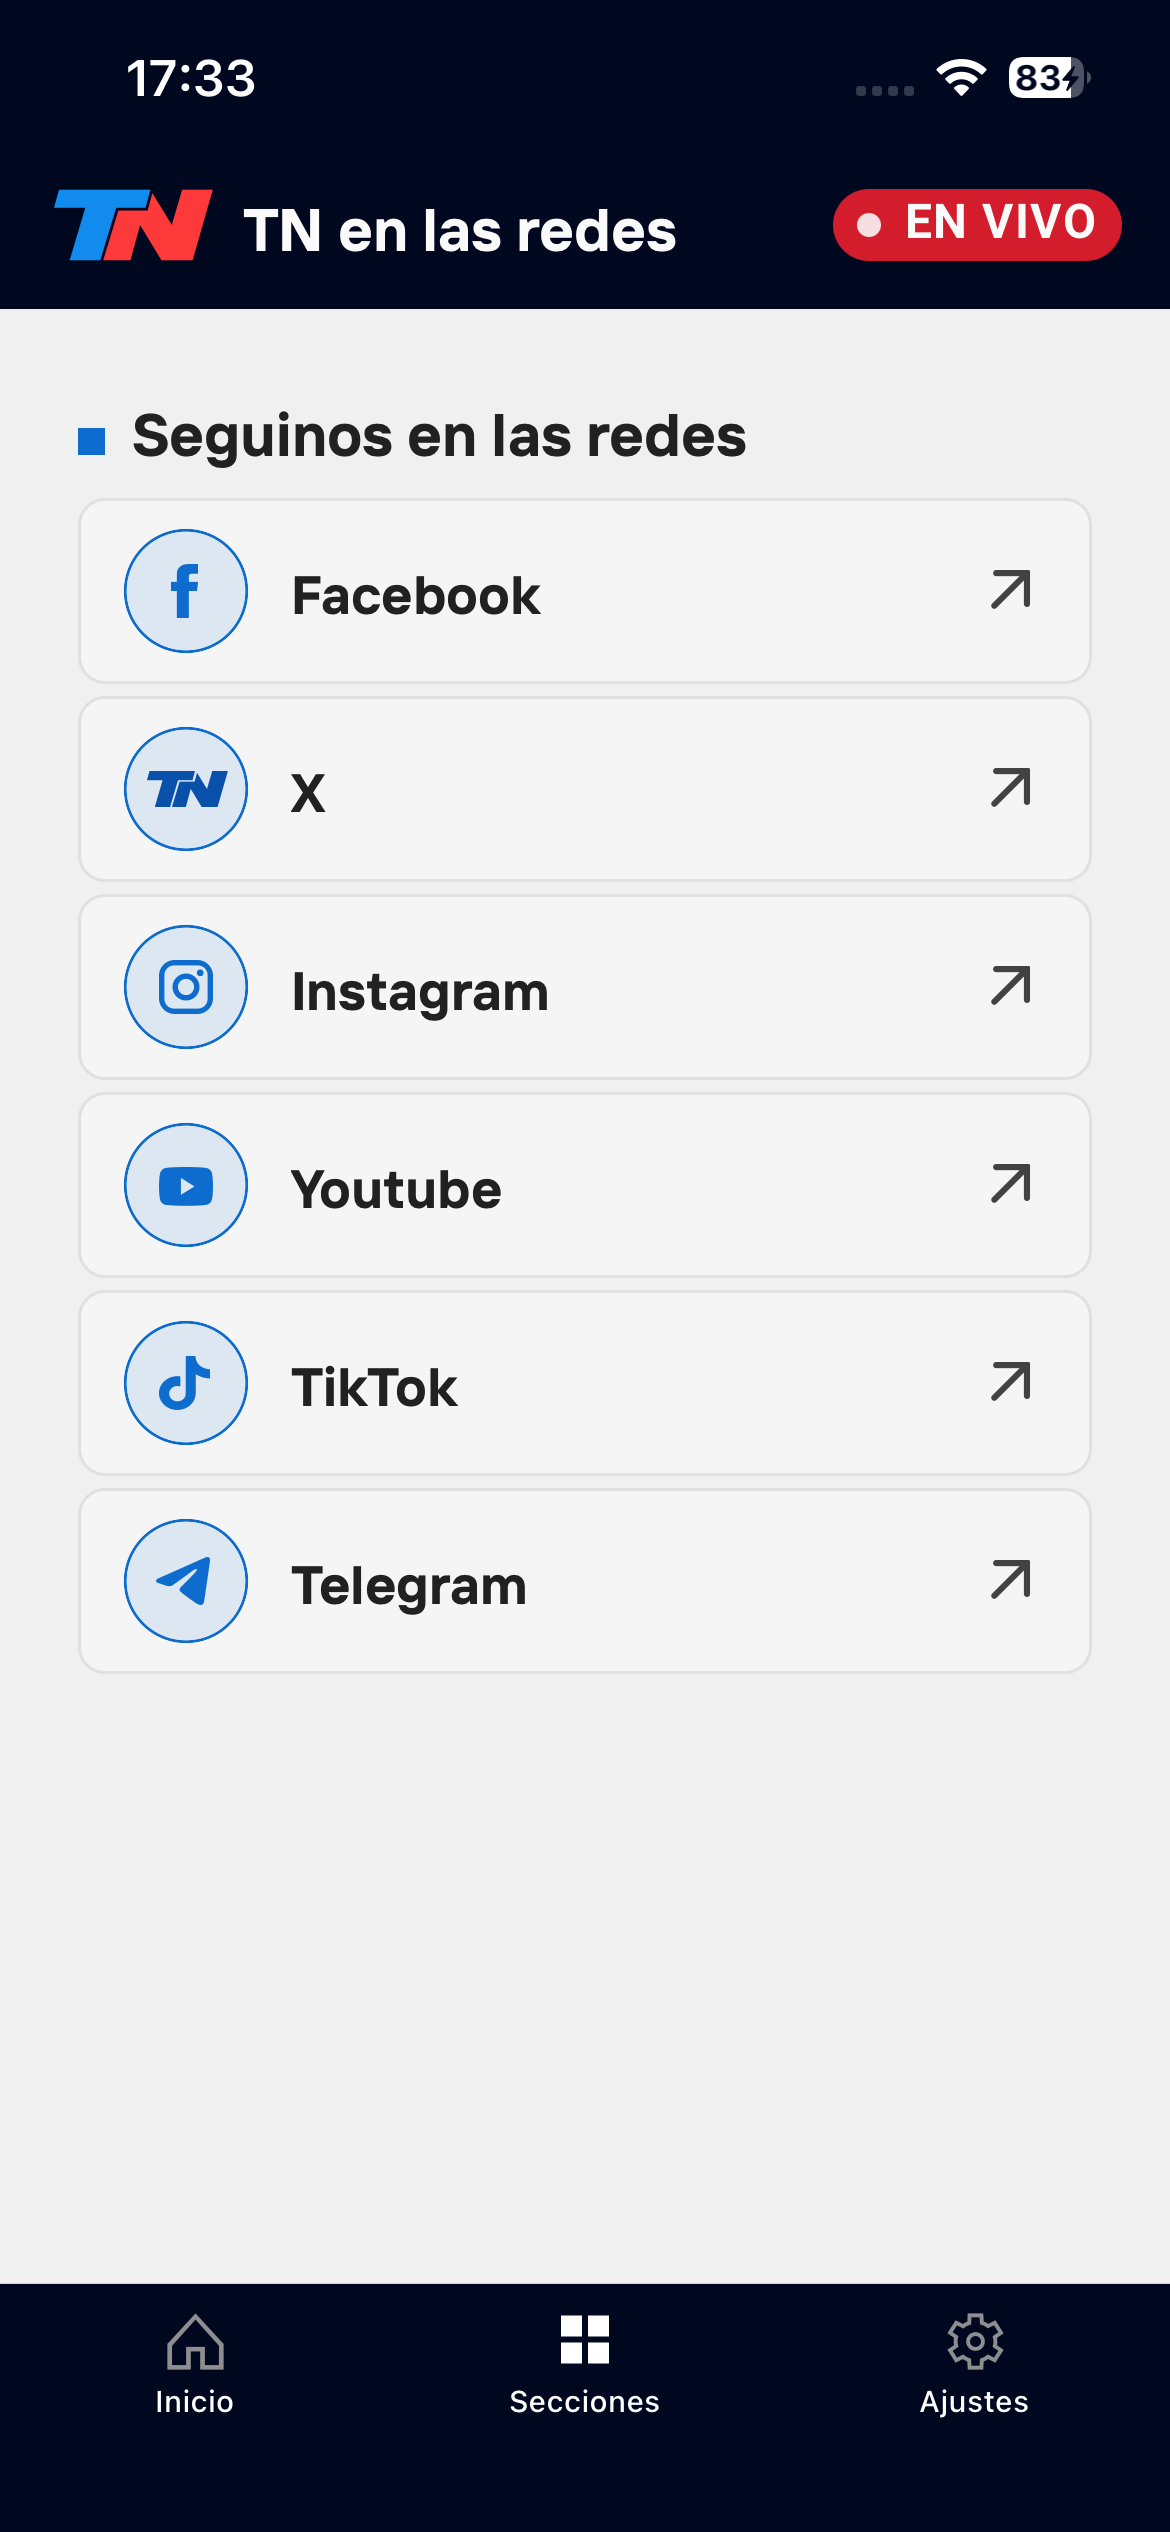 17:33
83
TN TN en las redes
EN VIVO
Seguinos en las redes
Facebook
TN X
Instagram
Youtube
TikTok
Telegram
Inicio
Secciones
Ajustes